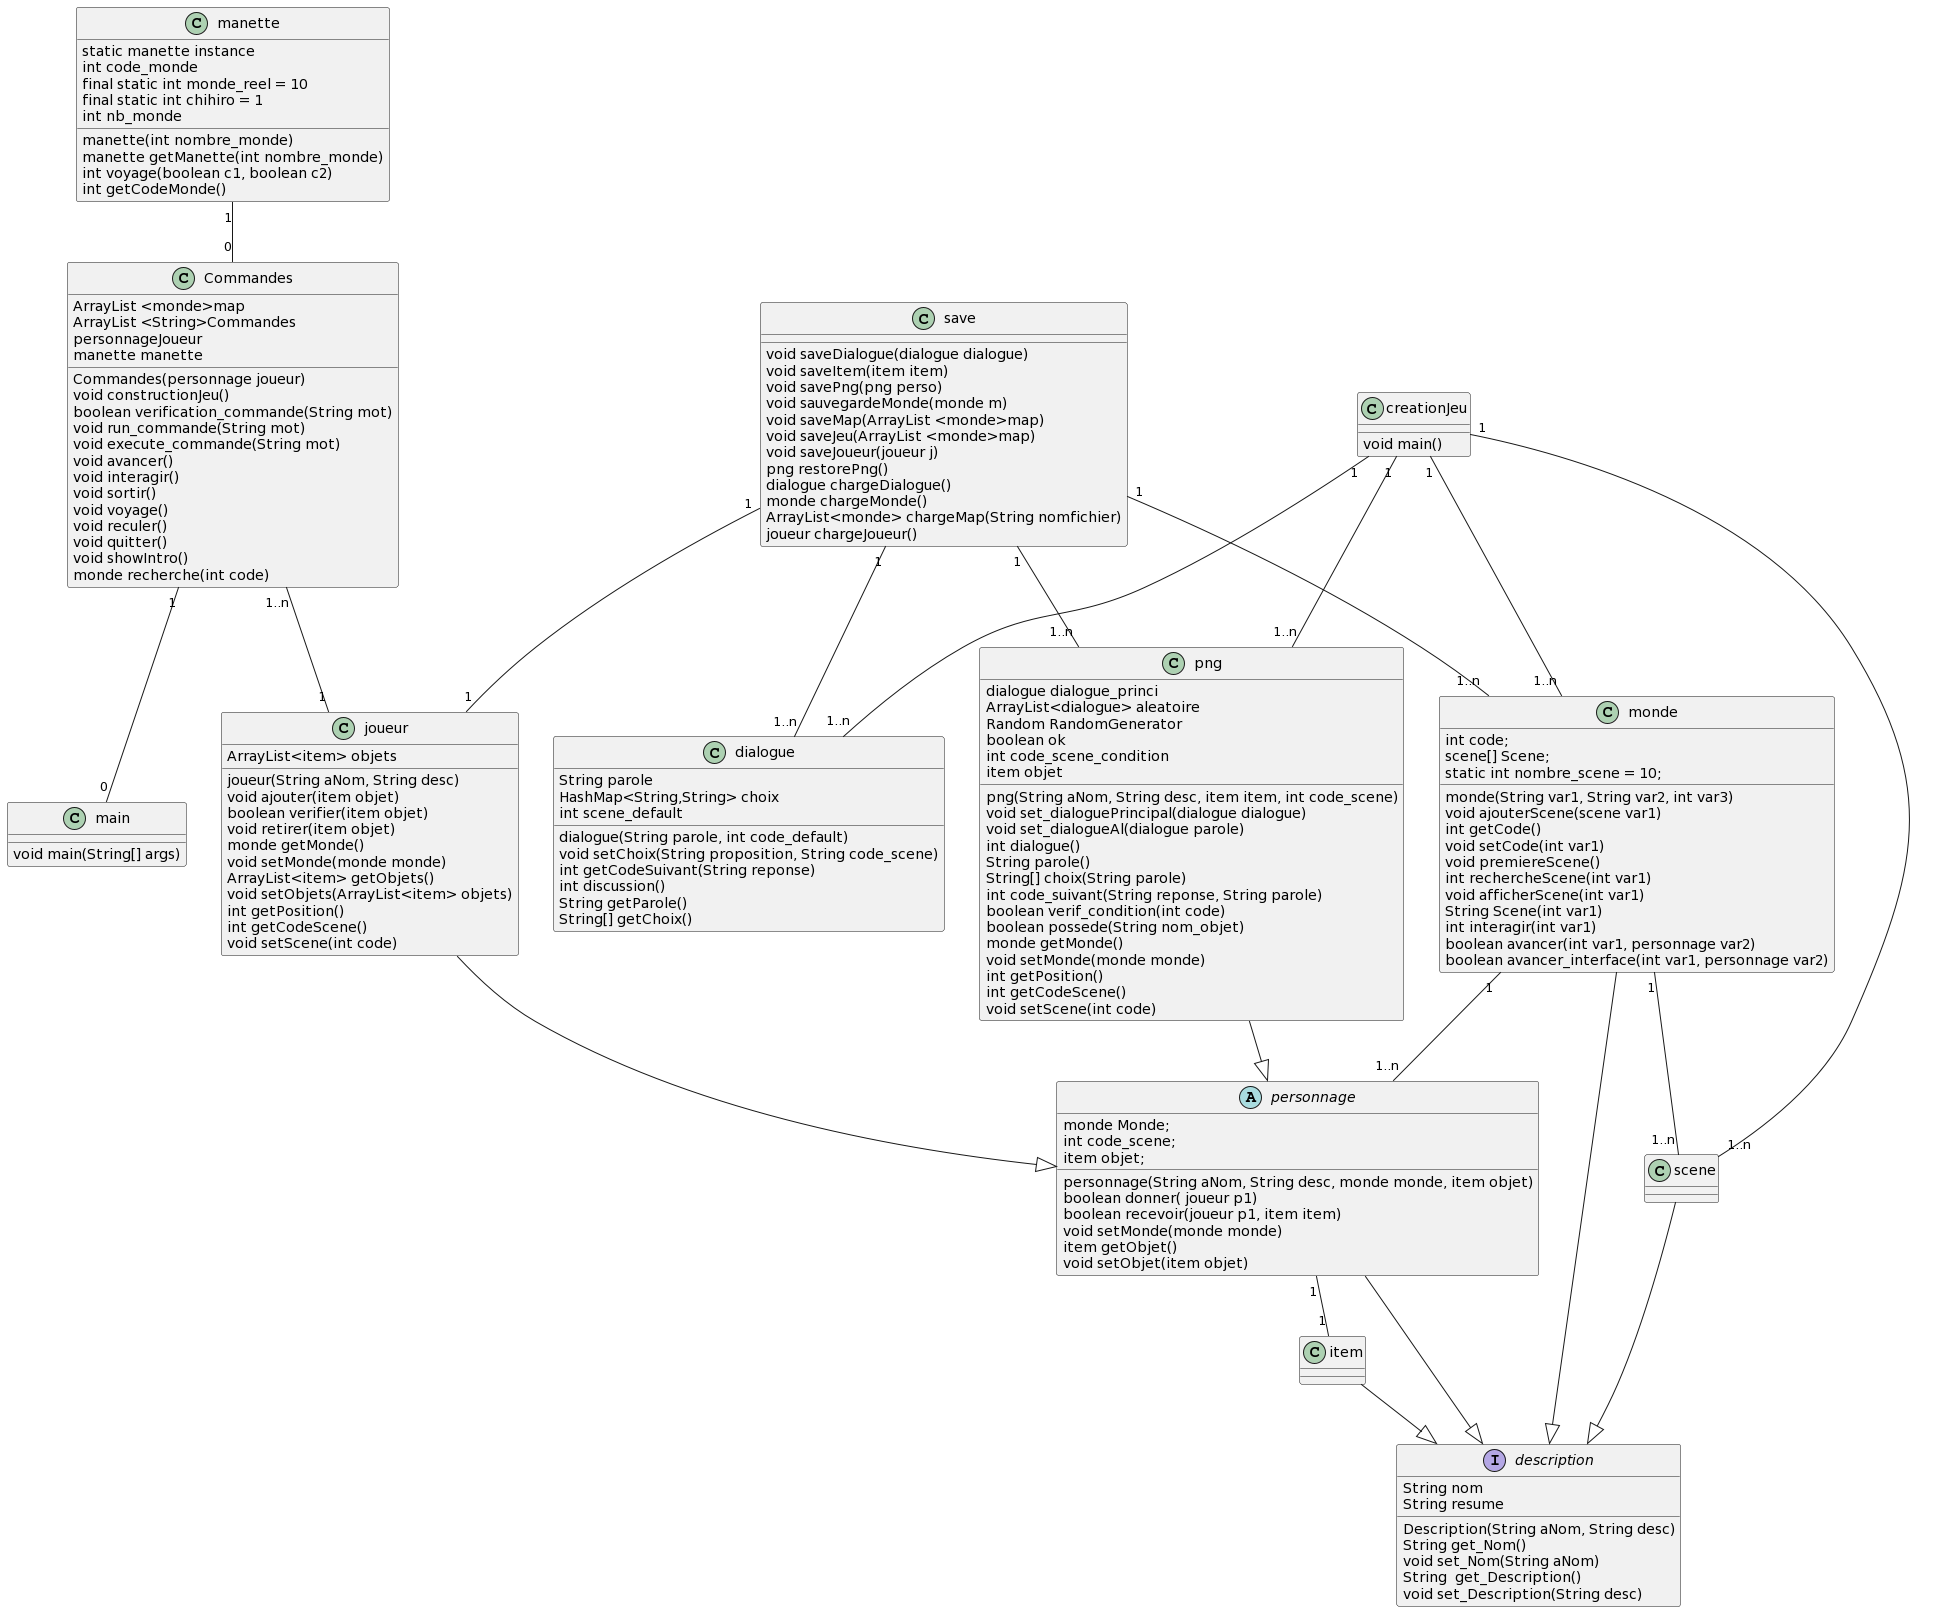 C manette
static manette instance
int code_monde
final static int monde_reel = 10
final static int chihiro = 1
int nb_monde
manette(int nombre_monde)
manette getManette(int nombre_monde)
int voyage(boolean c1, boolean c2)
int getCodeMonde()
1
0
C Commandes
ArrayList <monde>map
ArrayList <String>Commandes
personnageJoueur
manette manette
Commandes(personnage joueur)
void constructionJeu()
boolean verification_commande(String mot)
void run_commande(String mot)
void execute_commande(String mot)
void avancer()
void interagir()
void sortir()
void voyage()
void reculer()
void quitter()
void showIntro()
monde recherche(int code)
1
1..n
C save
void saveDialogue(dialogue dialogue)
void saveItem(item item)
void savePng(png perso)
void sauvegardeMonde(monde m)
void saveMap(ArrayList <monde>map)
void saveJeu(ArrayList <monde>map)
void saveJoueur(joueur j)
png restorePng()
dialogue chargeDialogue()
monde chargeMonde()
ArrayList<monde> chargeMap(String nomfichier)
joueur chargeJoueur()
1
1
1
1
C creationJeu
void main()
1
1
1
1
0
C main
void main(String[] args)
1
1
C joueur
ArrayList<item> objets
joueur(String aNom, String desc)
void ajouter(item objet)
boolean verifier(item objet)
void retirer(item objet)
monde getMonde()
void setMonde(monde monde)
ArrayList<item> getObjets()
void setObjets(ArrayList<item> objets)
int getPosition()
int getCodeScene()
void setScene(int code)
1..n
1..n
C dialogue
String parole
HashMap<String,String> choix
int scene_default
dialogue(String parole, int code_default)
void setChoix(String proposition, String code_scene)
int getCodeSuivant(String reponse)
int discussion()
String getParole()
String[] getChoix()
1..n
1..n
C png
dialogue dialogue_princi
ArrayList<dialogue> aleatoire
Random RandomGenerator
boolean ok
int code_scene_condition
item objet
png(String aNom, String desc, item item, int code_scene)
void set_dialoguePrincipal(dialogue dialogue)
void set_dialogueAl(dialogue parole)
int dialogue()
String parole()
String[] choix(String parole)
int code_suivant(String reponse, String parole)
boolean verif_condition(int code)
boolean possede(String nom_objet)
monde getMonde()
void setMonde(monde monde)
int getPosition()
int getCodeScene()
void setScene(int code)
1..n
1..n
C monde
int code;
scene[] Scene;
static int nombre_scene = 10;
monde(String var1, String var2, int var3)
void ajouterScene(scene var1)
int getCode()
void setCode(int var1)
void premiereScene()
int rechercheScene(int var1)
void afficherScene(int var1)
String Scene(int var1)
int interagir(int var1)
boolean avancer(int var1, personnage var2)
boolean avancer_interface(int var1, personnage var2)
1
1
1..n
A personnage
monde Monde;
int code_scene;
item objet;
personnage(String aNom, String desc, monde monde, item objet)
boolean donner( joueur p1)
boolean recevoir(joueur p1, item item)
void setMonde(monde monde)
item getObjet()
void setObjet(item objet)
1..n
1..n
C scene
1
1
C item
I description
String nom
String resume
Description(String aNom, String desc)
String get_Nom()
void set_Nom(String aNom)
String  get_Description()
void set_Description(String desc)